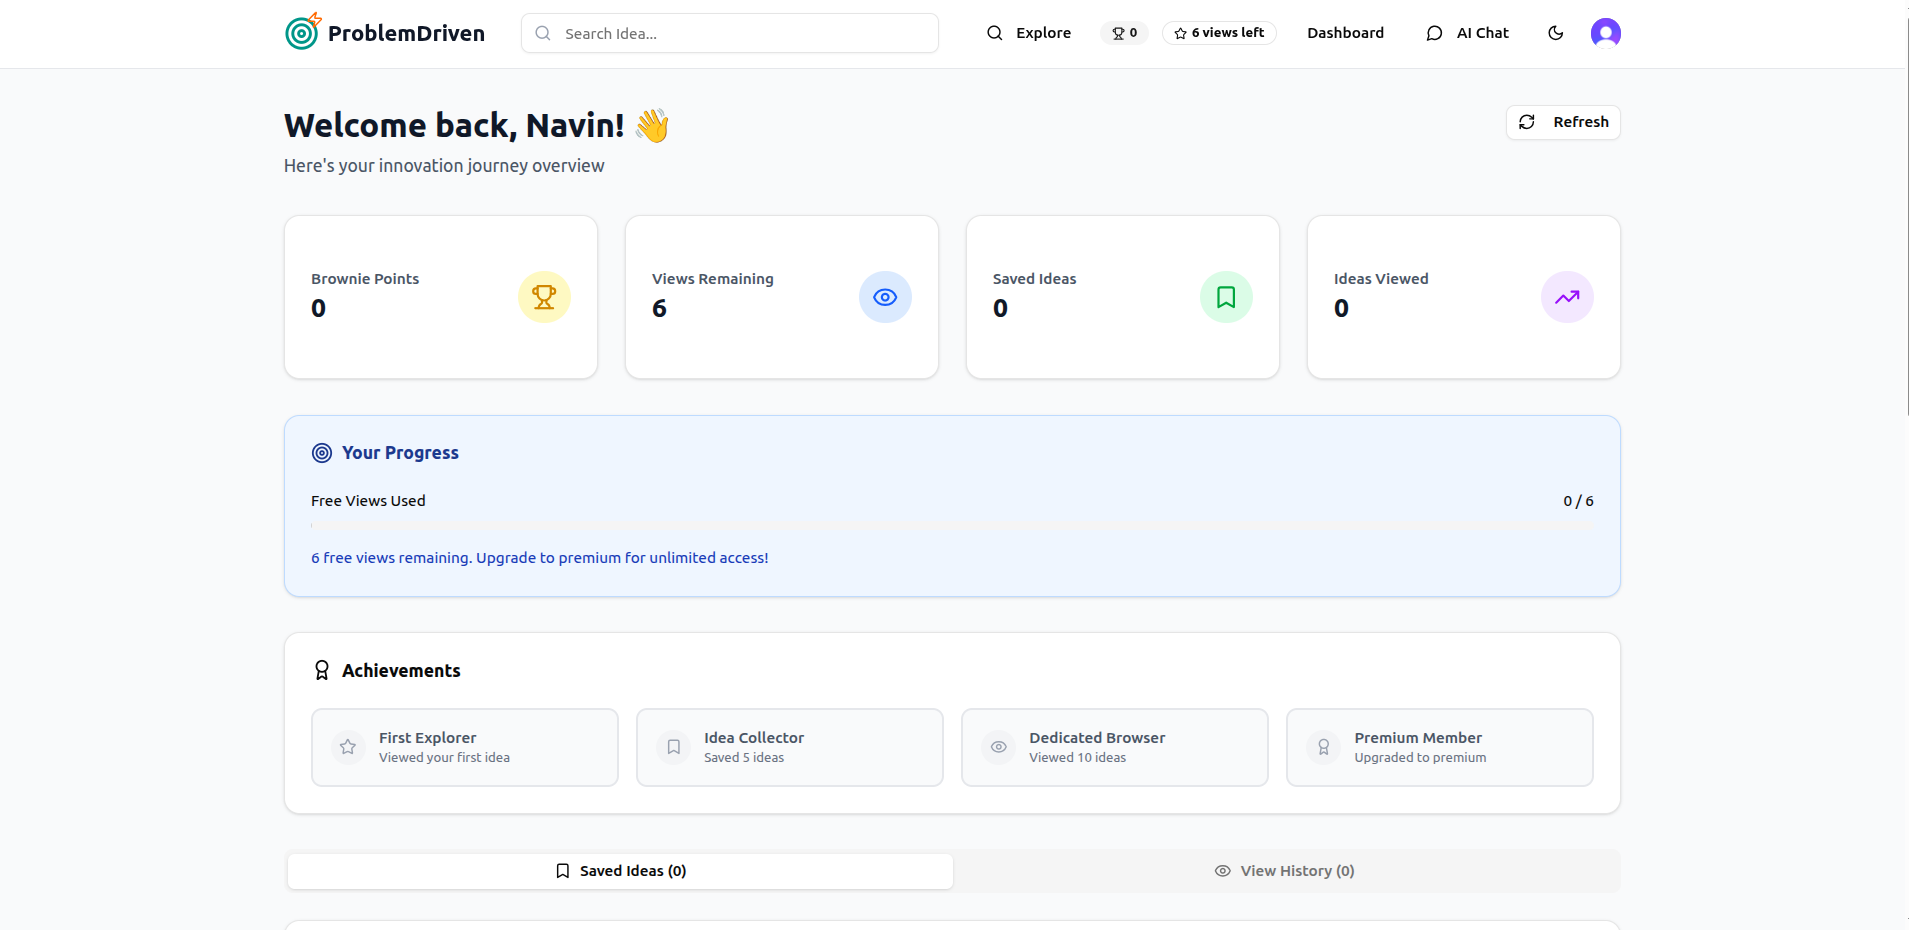 ProblemDriven
Search Idea...
Explore
0
6 views left
Dashboard
AI Chat
Welcome back, Navin! 👋
Refresh
Here's your innovation journey overview
Brownie Points
0
Views Remaining
6
Saved Ideas
0
Ideas Viewed
0
Your Progress
Free Views Used
0 / 6
6 free views remaining. Upgrade to premium for unlimited access!
Achievements
First Explorer
Viewed your first idea
Idea Collector
Saved 5 ideas
Dedicated Browser
Viewed 10 ideas
Premium Member
Upgraded to premium
Saved Ideas (0)
View History (0)